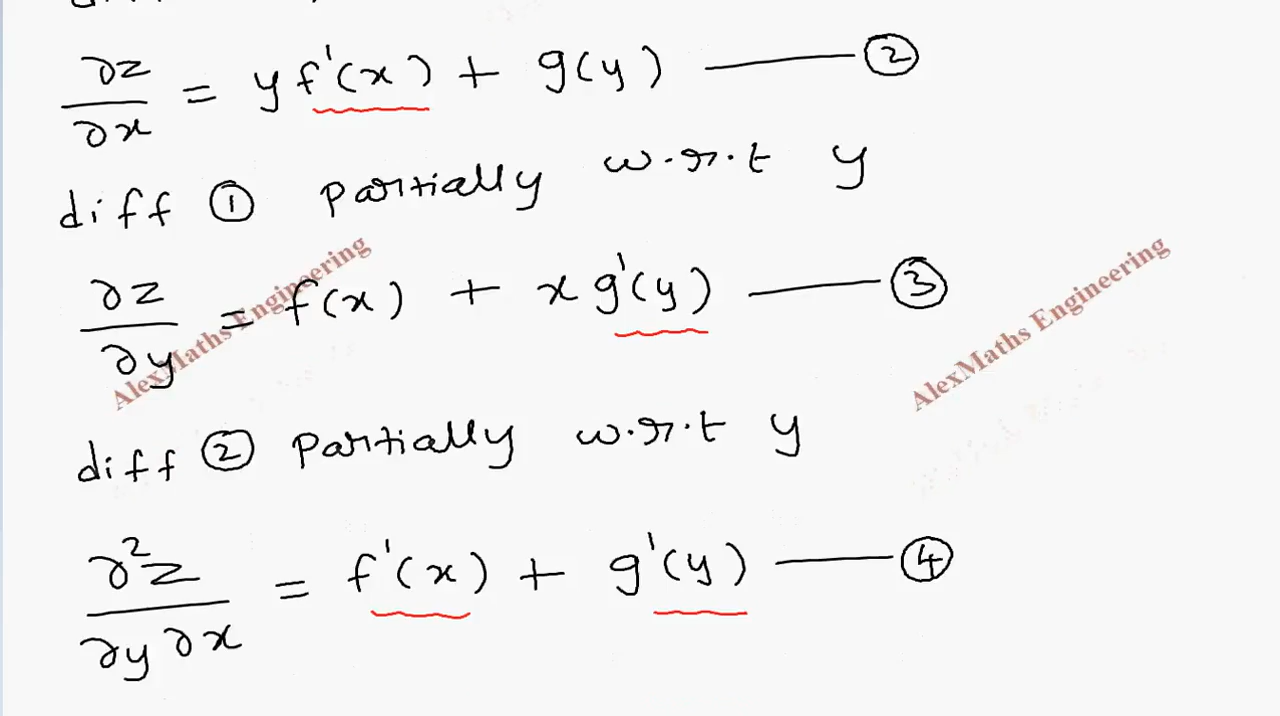 ∂z/∂x = y f'(x) + g(y) —— ②
diff ① partially w.r.t y
∂z/∂y = f(x) + x g'(y) —— ③
AlexMaths Engineering
AlexMaths Engineering
diff ② partially w.r.t y
∂²z/∂y∂x = f'(x) + g'(y) —— ④